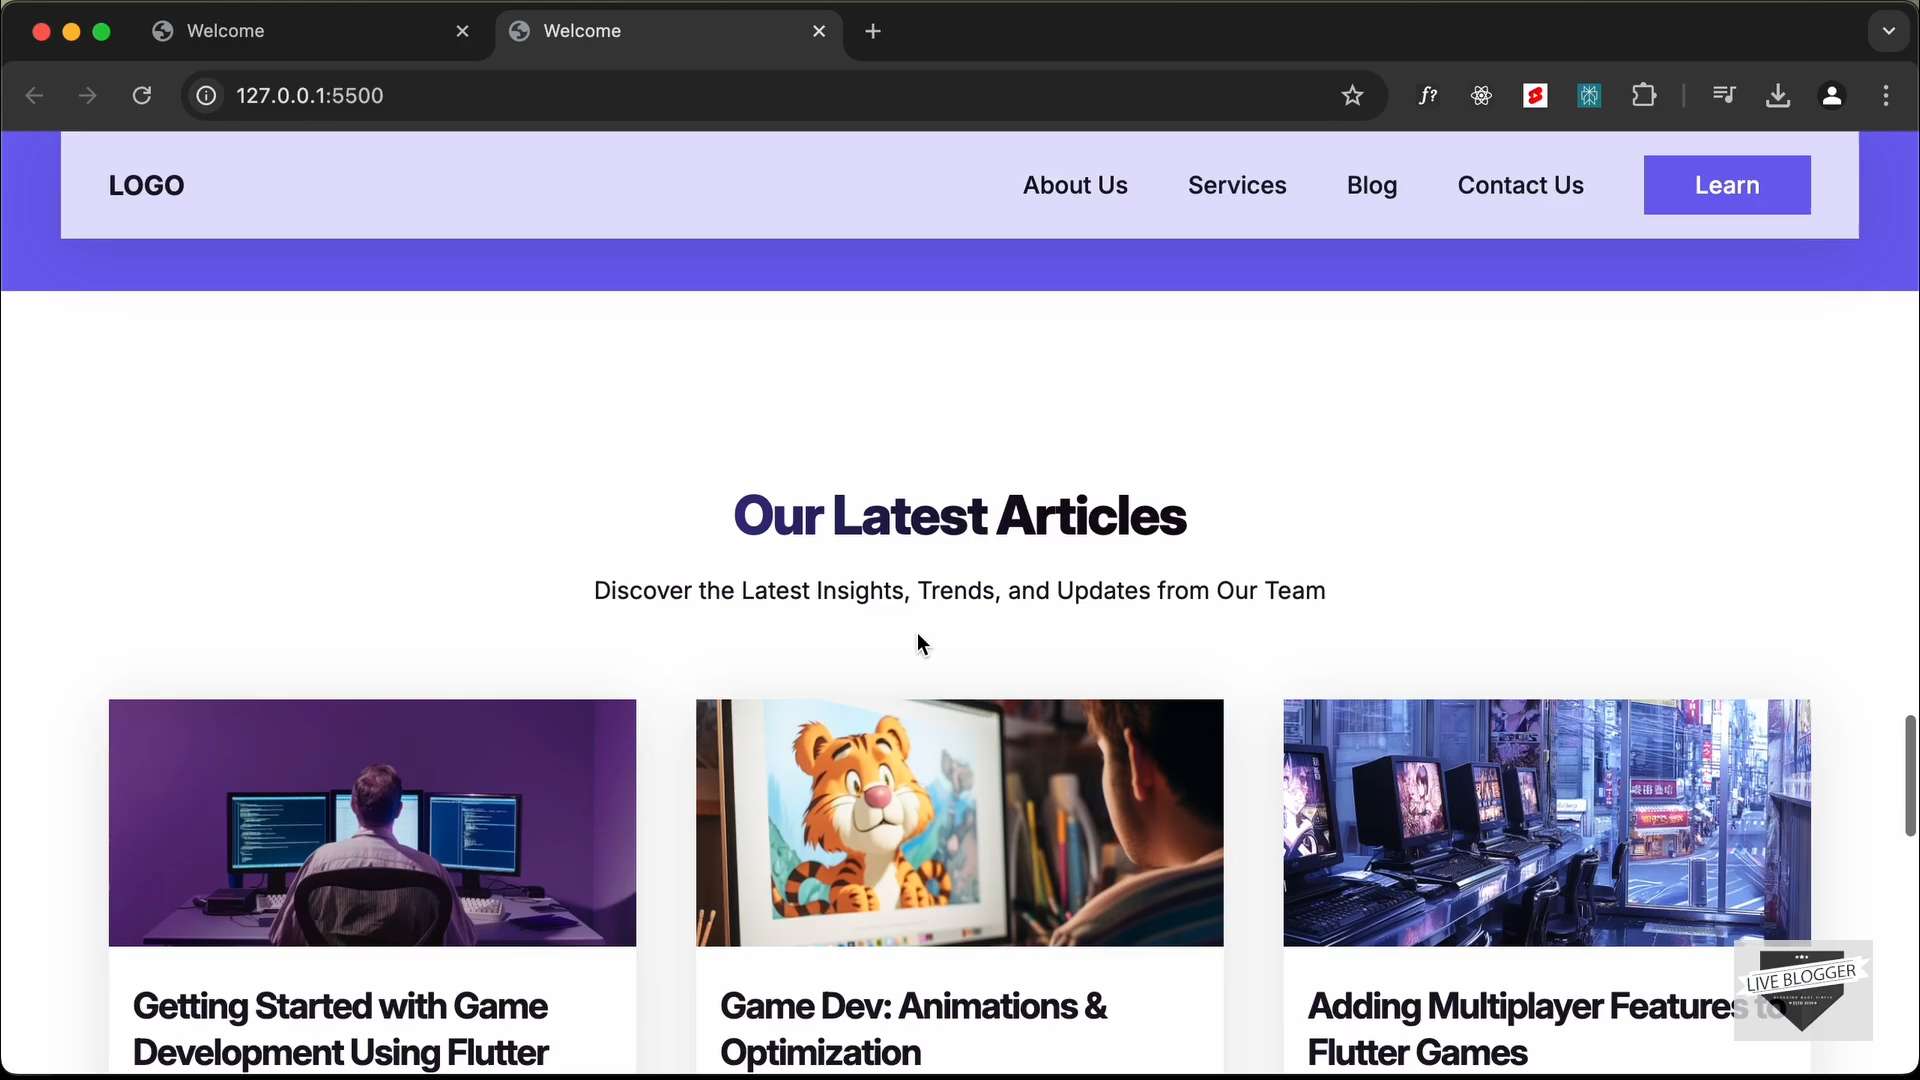 Welcome
Welcome
127.0.0.1:5500
f?
LOGO
About Us
Services
Blog
Contact Us
Learn
Our Latest Articles
Discover the Latest Insights, Trends, and Updates from Our Team
Getting Started with Game
Development Using Flutter
Game Dev: Animations &
Optimization
Adding Multiplayer Features to
Flutter Games
LIVE BLOGGER